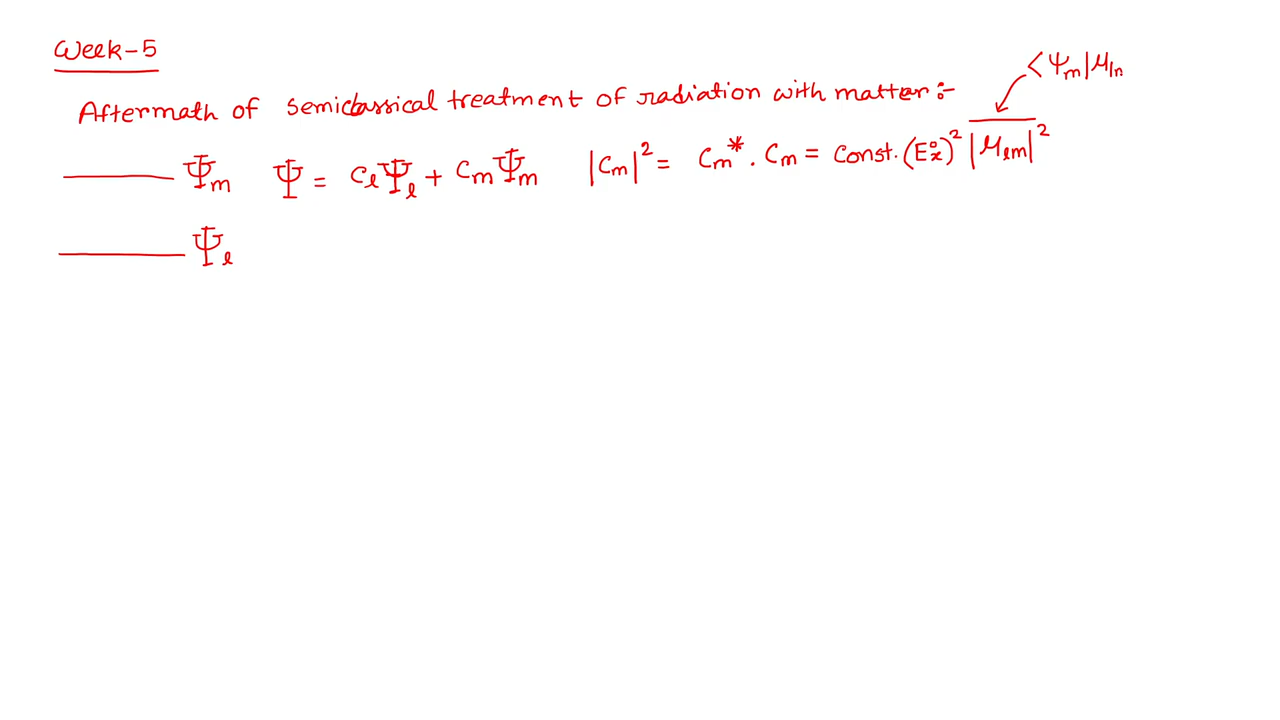 Week-5
<Ψm|μlm
Aftermath of semiclassical treatment of radiation with matter :-
Ψm Ψ = cℓΨℓ + cmΨm |cm|² = cm* . cm = const. (E°x)² |μℓm|²
Ψℓ